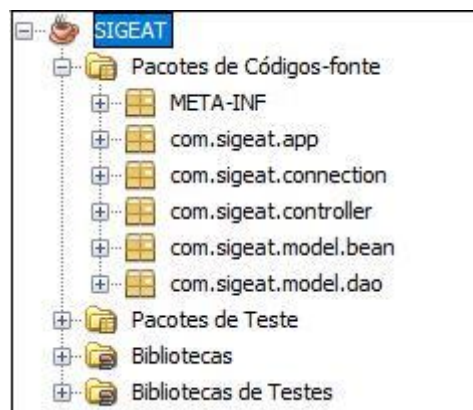 SIGEAT
Pacotes de Códigos-fonte
META-INF
com.sigeat.app
com.sigeat.connection
com.sigeat.controller
com.sigeat.model.bean
com.sigeat.model.dao
Pacotes de Teste
Bibliotecas
Bibliotecas de Testes